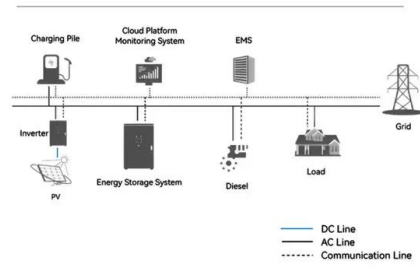 Charging Pile
Cloud Platform
Monitoring System
EMS
Grid
Inverter
PV
Energy Storage System
Diesel
Load
DC Line
AC Line
Communication Line